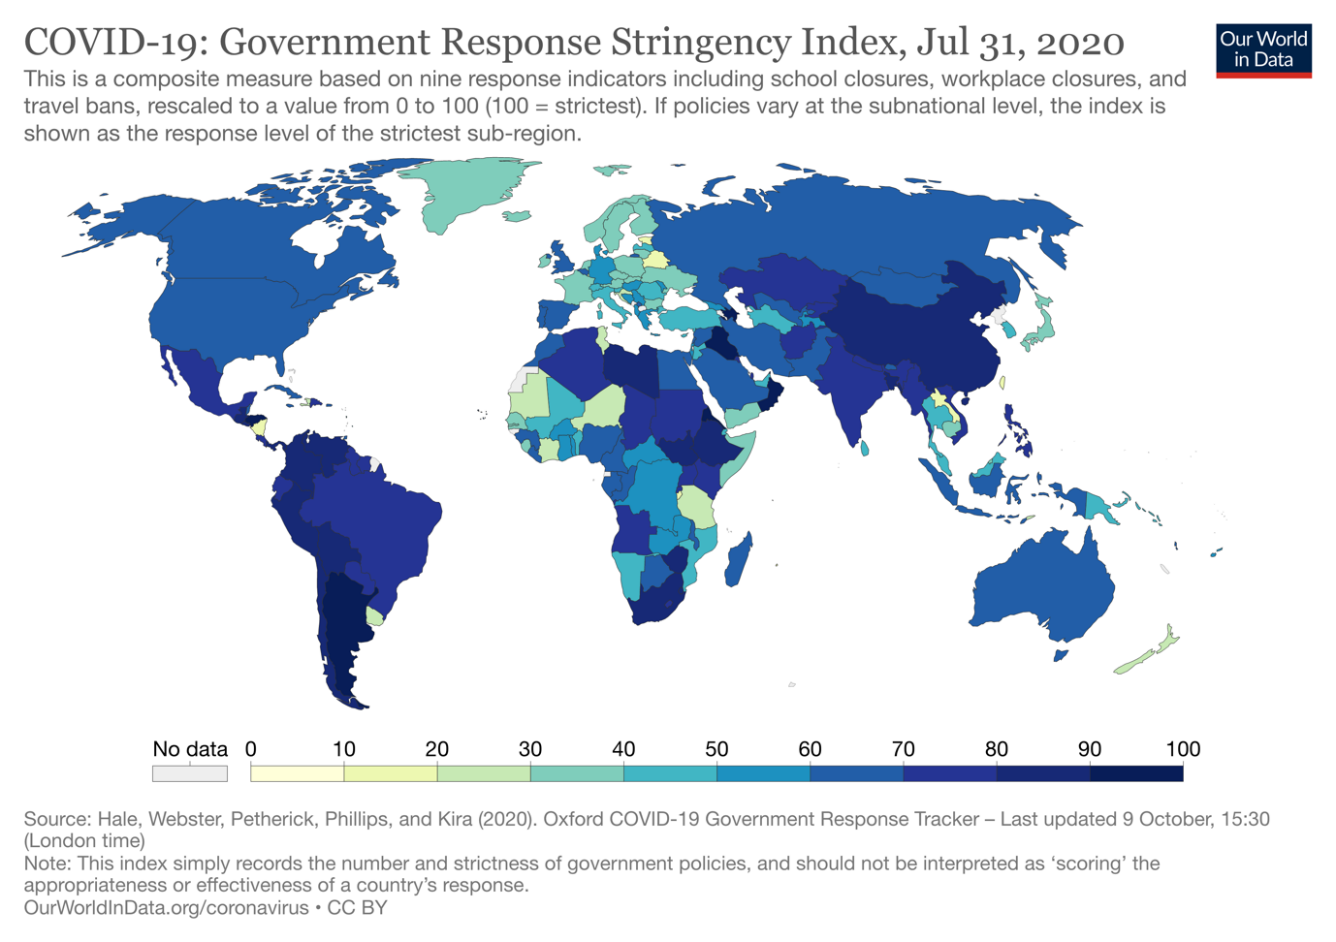 COVID-19: Government Response Stringency Index, Jul 31, 2020
Our World
in Data
This is a composite measure based on nine response indicators including school closures, workplace closures, and
travel bans, rescaled to a value from 0 to 100 (100 = strictest). If policies vary at the subnational level, the index is
shown as the response level of the strictest sub-region.
No data 0 10 20 30 40 50 60 70 80 90 100
Source: Hale, Webster, Petherick, Phillips, and Kira (2020). Oxford COVID-19 Government Response Tracker – Last updated 9 October, 15:30
(London time)
Note: This index simply records the number and strictness of government policies, and should not be interpreted as ‘scoring’ the
appropriateness or effectiveness of a country’s response.
OurWorldInData.org/coronavirus • CC BY